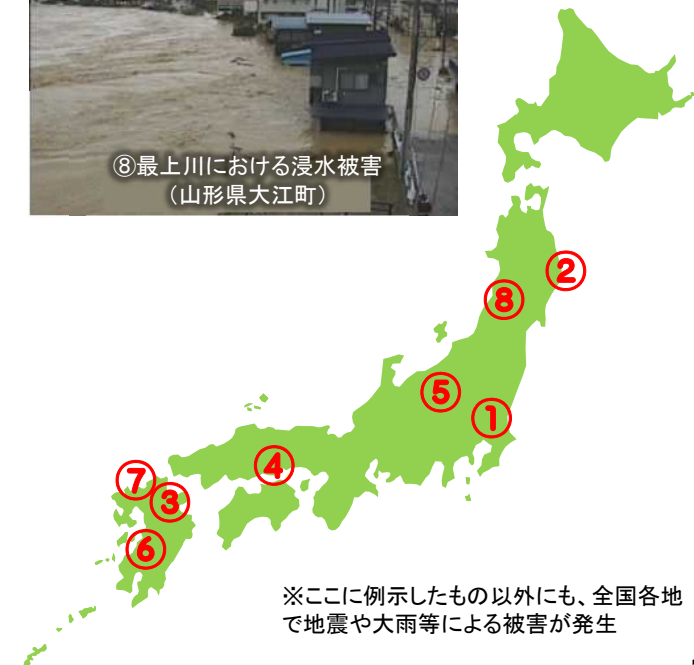 ⑧最上川における浸水被害
(山形県大江町)
②
⑧
⑤
①
④
⑦
③
⑥
※ここに例示したもの以外にも、全国各地
で地震や大雨等による被害が発生